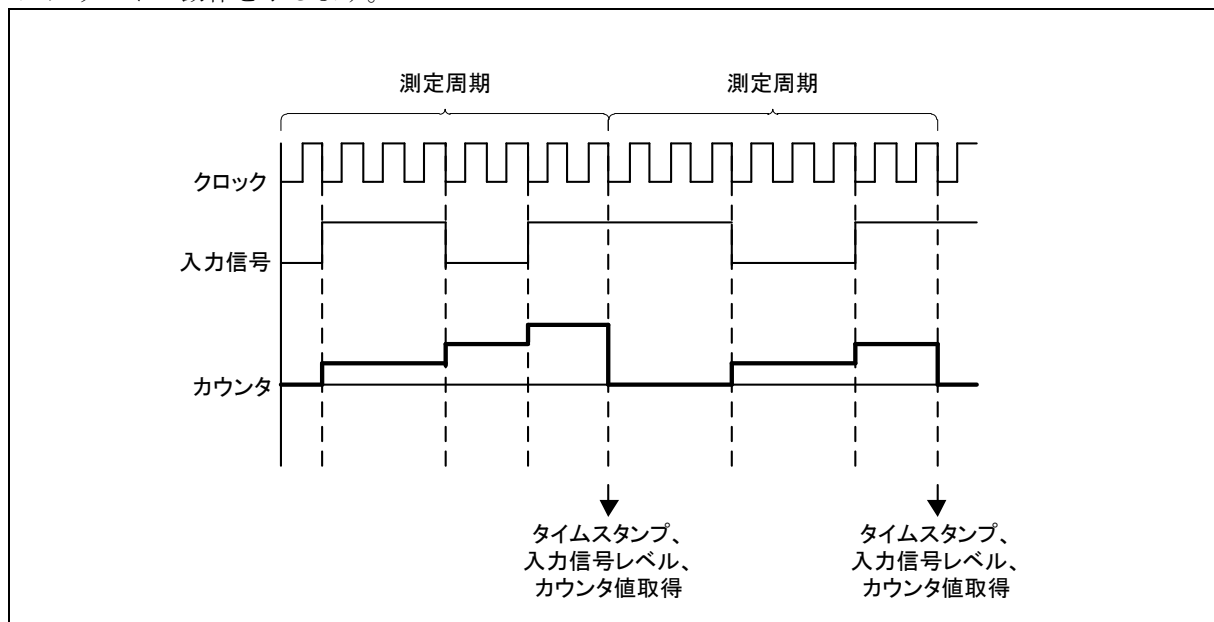 測定周期
測定周期
クロック
入力信号
カウンタ
タイムスタンプ、
入力信号レベル、
カウンタ値取得
タイムスタンプ、
入力信号レベル、
カウンタ値取得